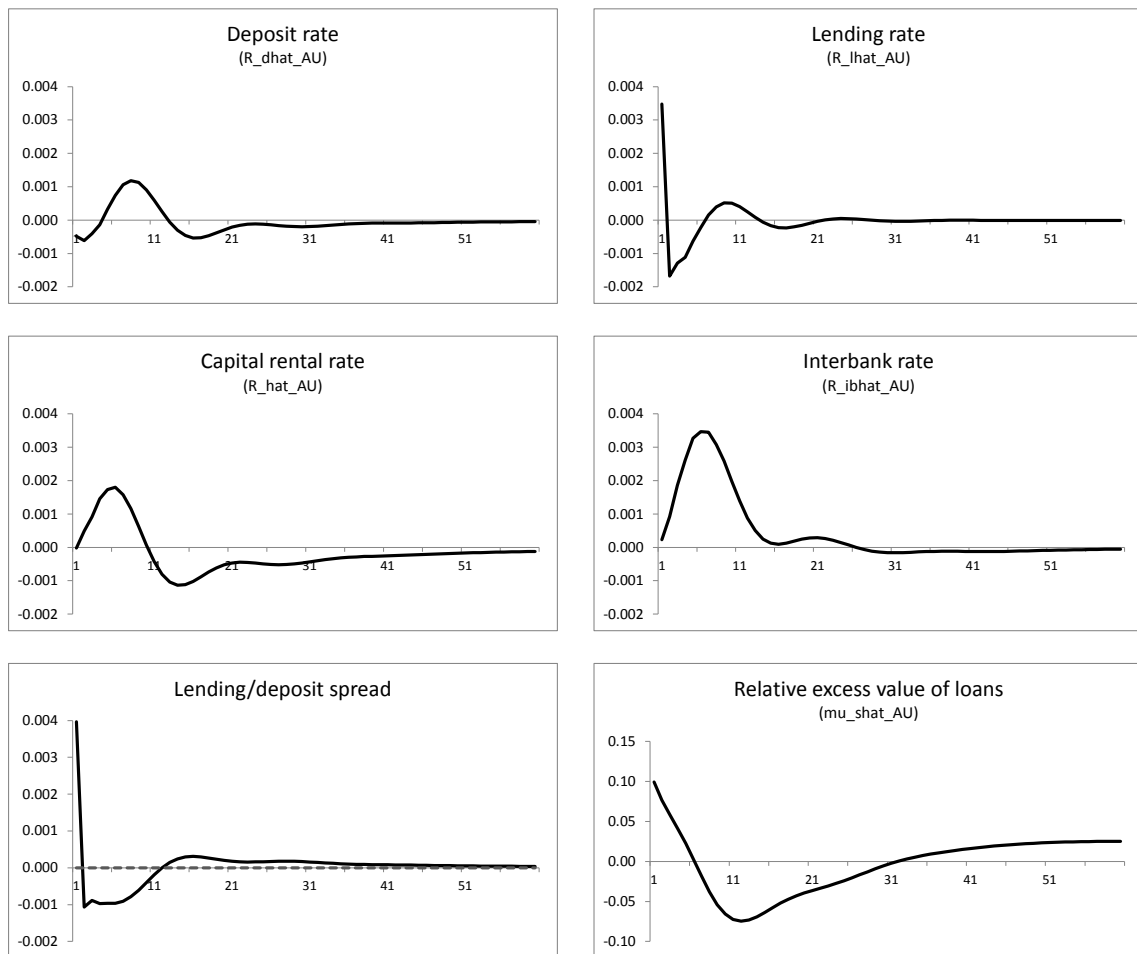 Deposit rate
(R_dhat_AU)
0.004
0.003
0.002
0.001
0.000
-0.001
-0.002
1 11 21 31 41 51
Lending rate
(R_lhat_AU)
0.004
0.003
0.002
0.001
0.000
-0.001
-0.002
1 11 21 31 41 51
Capital rental rate
(R_hat_AU)
0.004
0.003
0.002
0.001
0.000
-0.001
-0.002
1 11 21 31 41 51
Interbank rate
(R_ibhat_AU)
0.004
0.003
0.002
0.001
0.000
-0.001
-0.002
1 11 21 31 41 51
Lending/deposit spread
0.004
0.003
0.002
0.001
0.000
-0.001
-0.002
1 11 21 31 41 51
Relative excess value of loans
(mu_shat_AU)
0.15
0.10
0.05
0.00
-0.05
-0.10
1 11 21 31 41 51